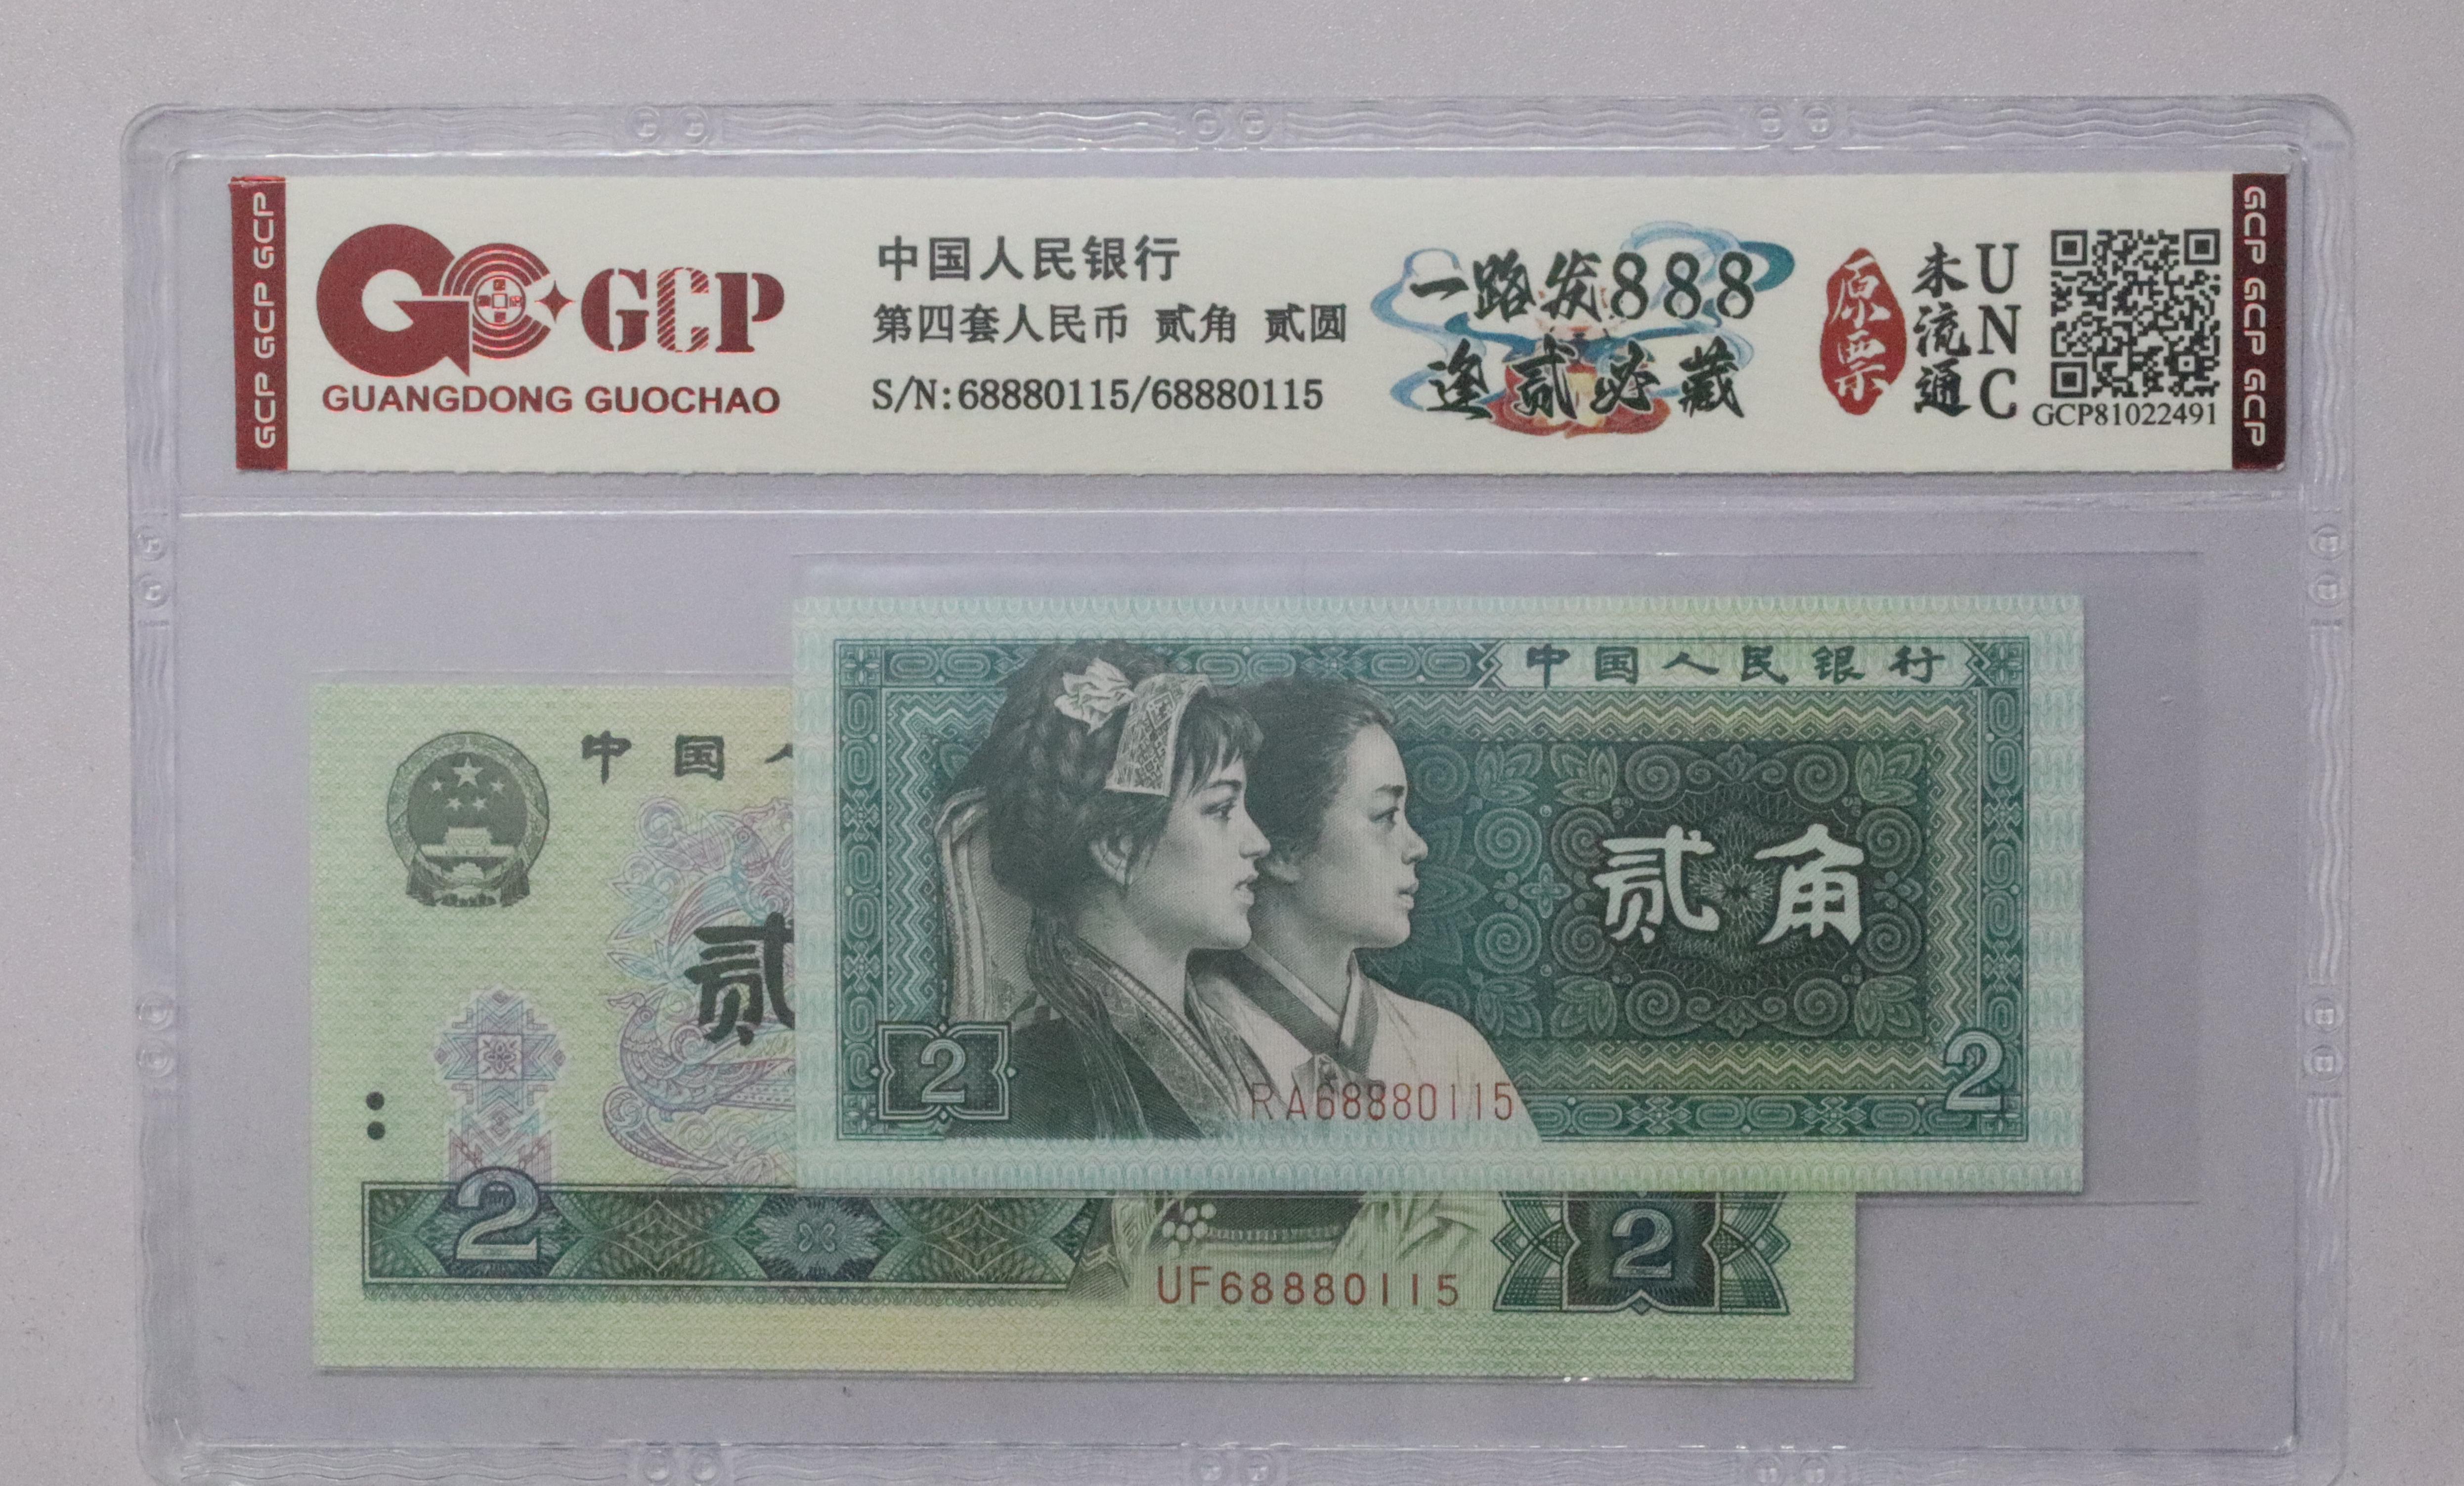 GCP GCP GCP
GCP
GUANGDONG GUOCHAO
中国人民银行
第四套人民币 贰角 贰圆
S/N:68880115/68880115
一路发888
逢贰必藏
原票
未流通
UNC
GCP81022491
GCP GCP GCP
中国人民银行
贰角
2
RA68880115
2
中国人
贰
2
UF68880115
2